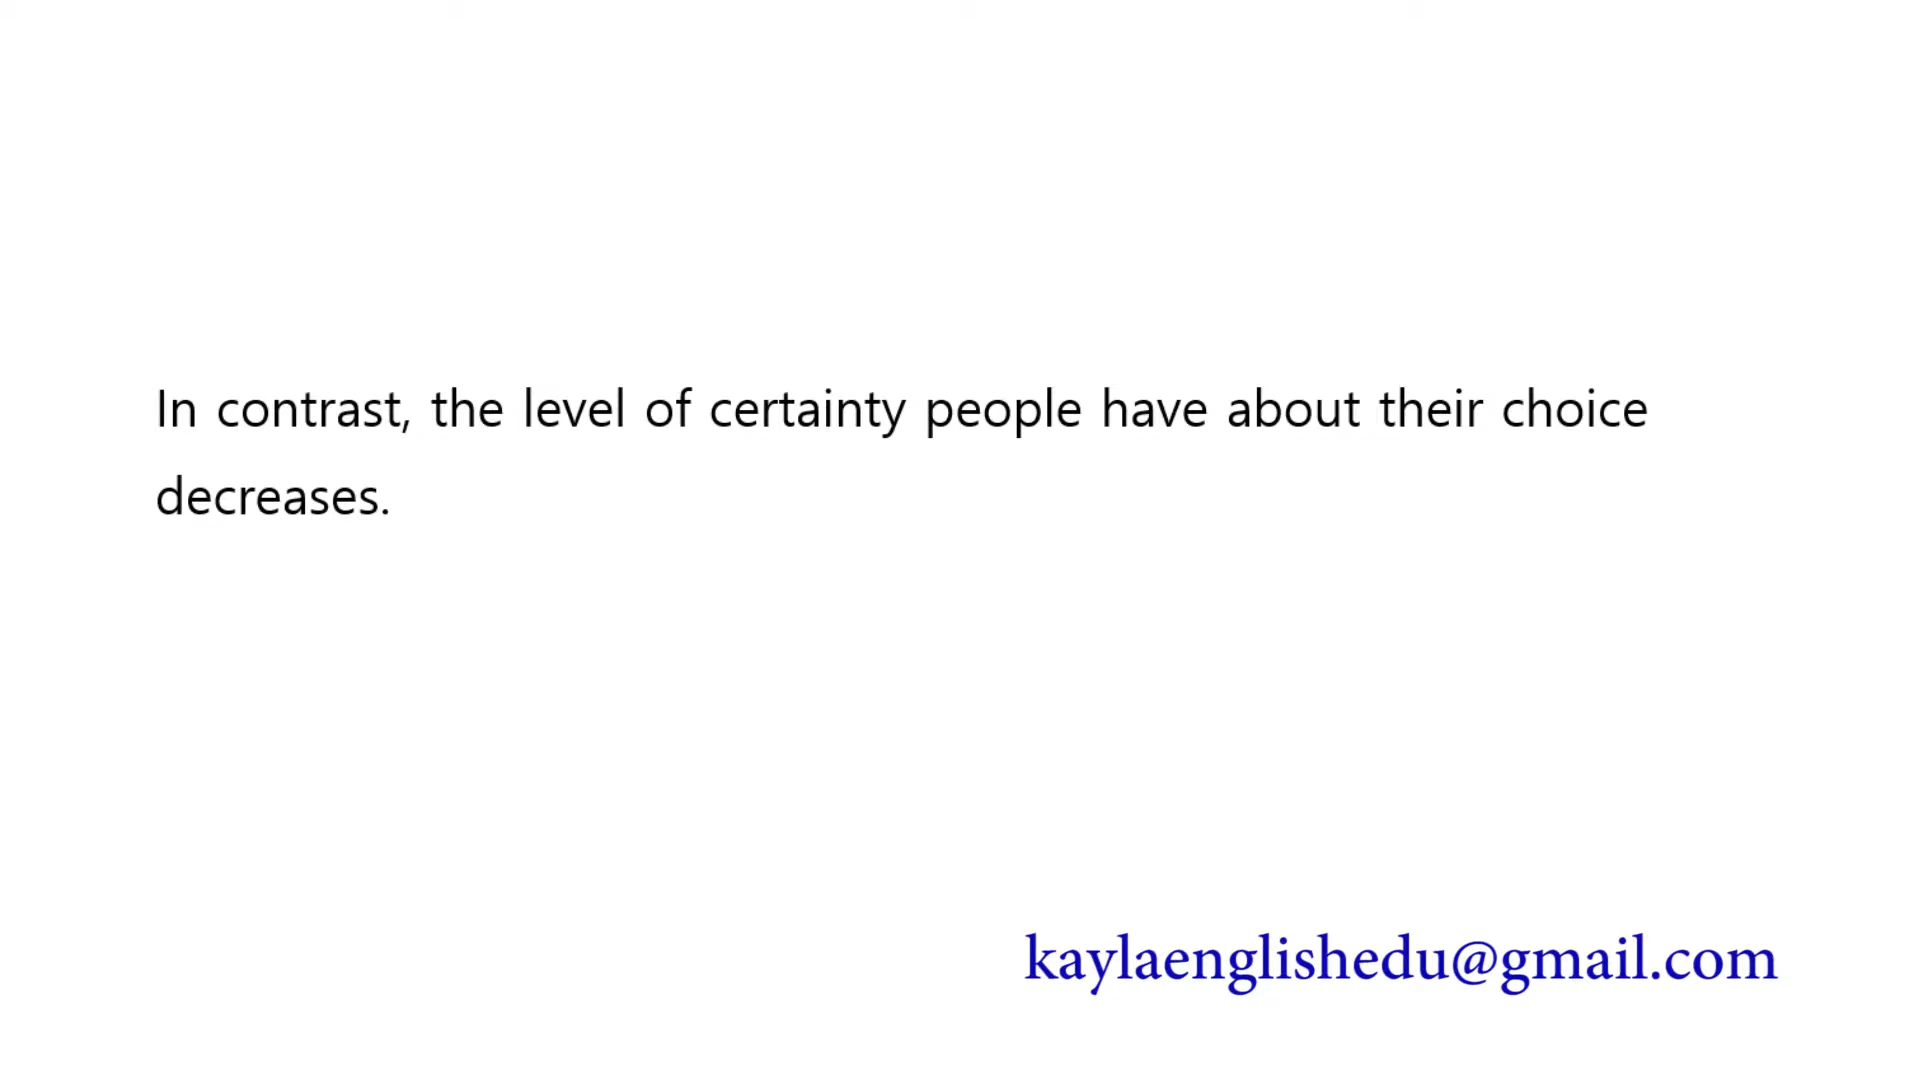 In contrast, the level of certainty people have about their choice
decreases.
kaylaenglishedu@gmail.com